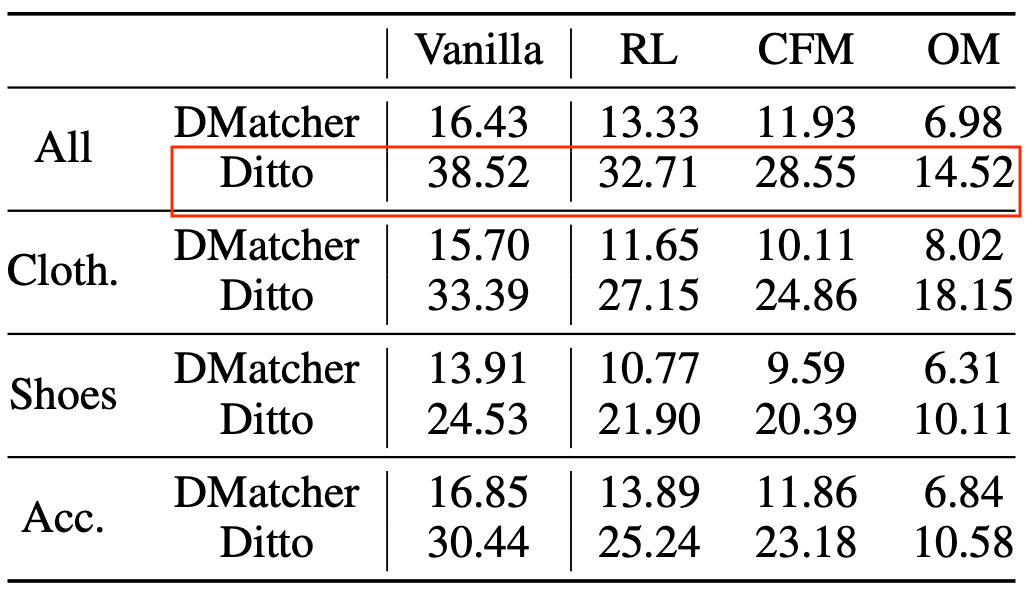 Vanilla RL CFM OM
All
DMatcher 16.43 13.33 11.93 6.98
Ditto 38.52 32.71 28.55 14.52
Cloth.
DMatcher 15.70 11.65 10.11 8.02
Ditto 33.39 27.15 24.86 18.15
Shoes
DMatcher 13.91 10.77 9.59 6.31
Ditto 24.53 21.90 20.39 10.11
Acc.
DMatcher 16.85 13.89 11.86 6.84
Ditto 30.44 25.24 23.18 10.58